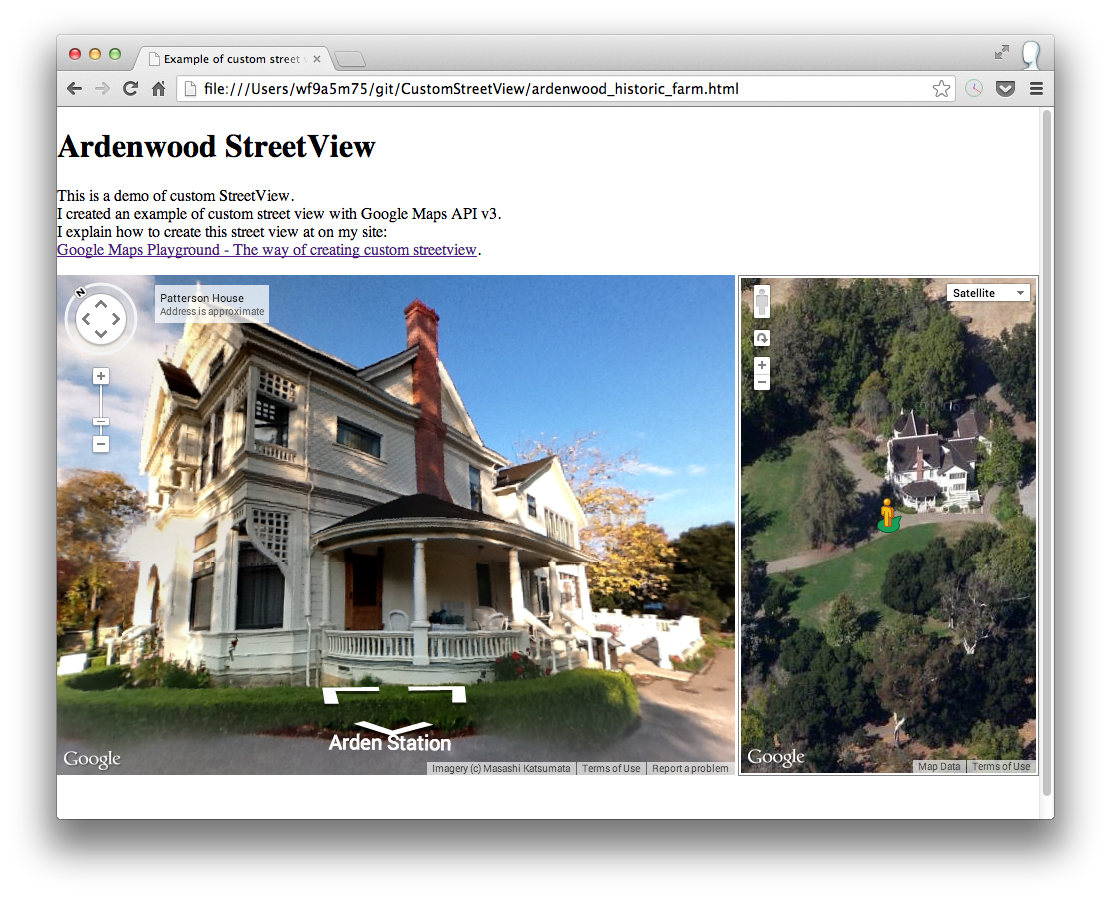 Example of custom street
file:///Users/wf9a5m75/git/CustomStreetView/ardenwood_historic_farm.html
Ardenwood StreetView
This is a demo of custom StreetView.
I created an example of custom street view with Google Maps API v3.
I explain how to create this street view at on my site:
Google Maps Playground - The way of creating custom streetview.
N
Patterson House
Address is approximate
Satellite
Arden Station
Google
Imagery (c) Masashi Katsumata
Terms of Use
Report a problem
Google
Map Data
Terms of Use